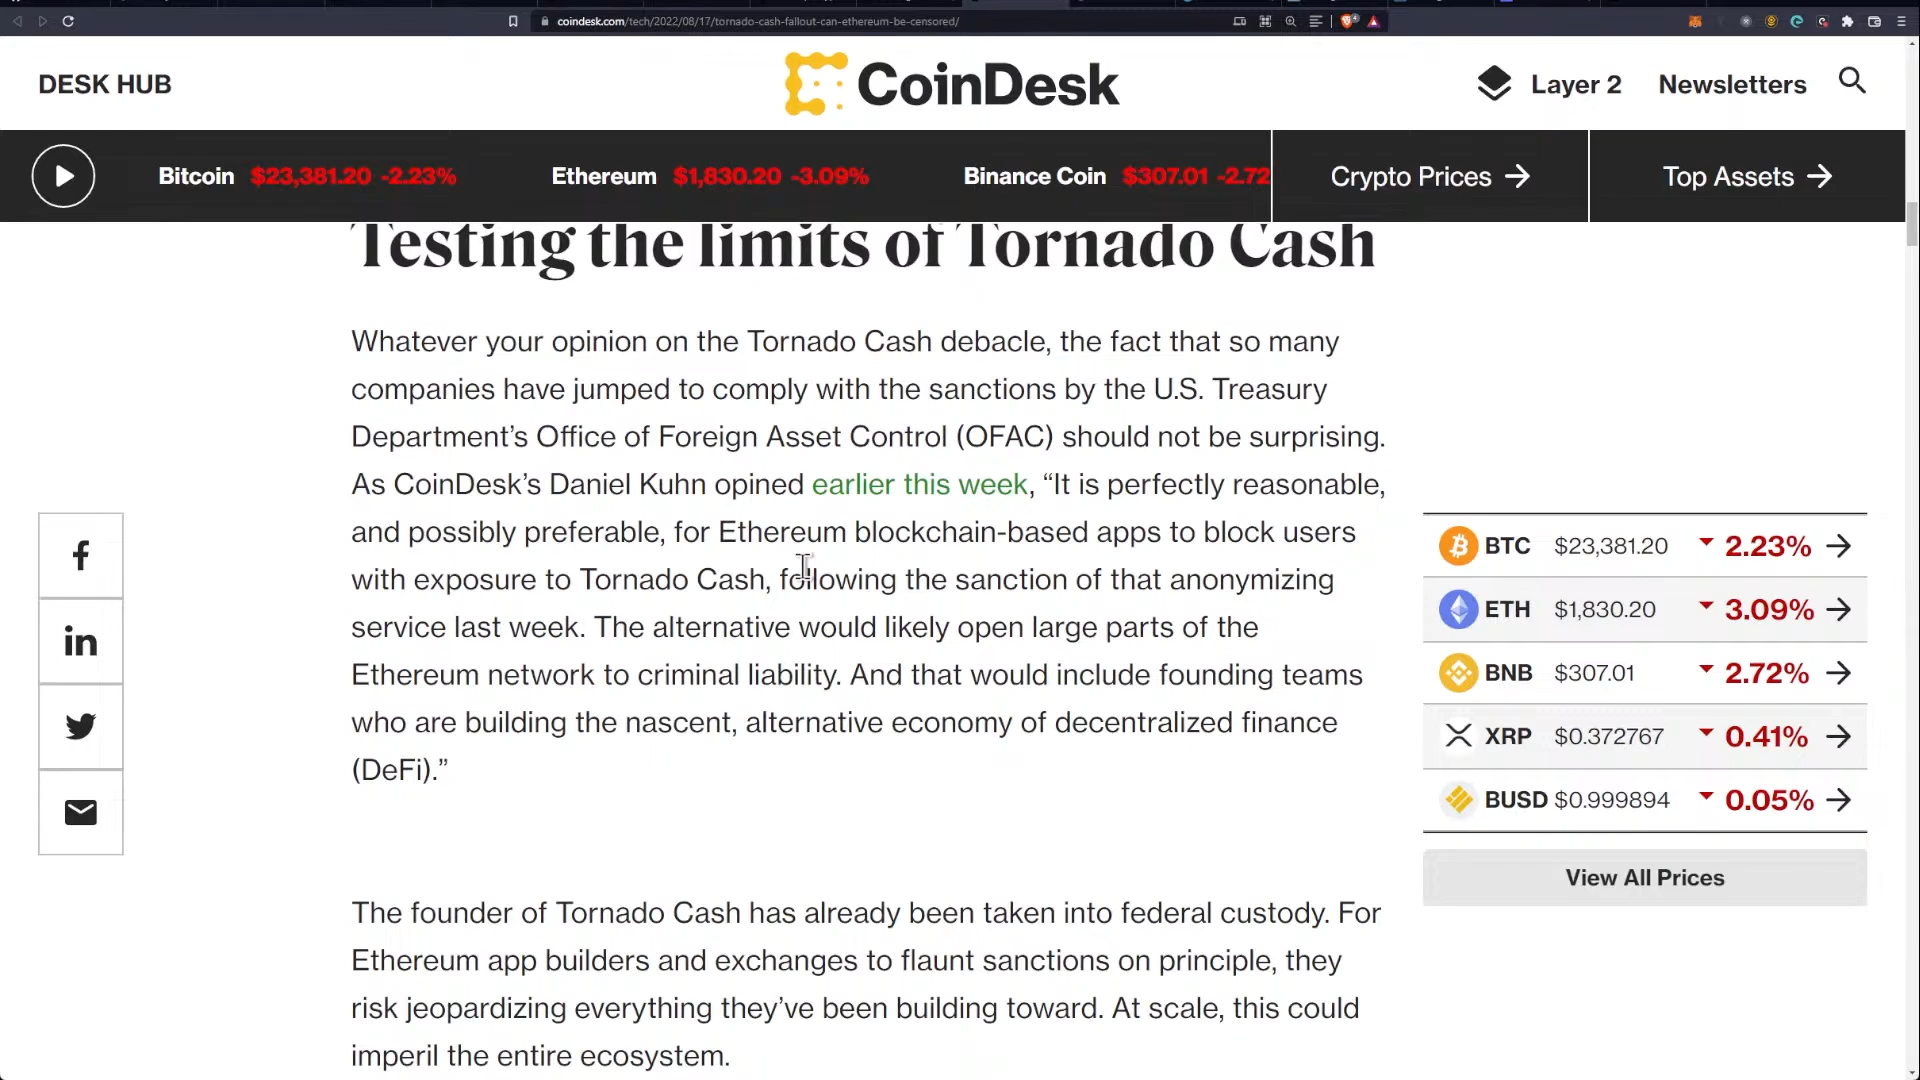 coindesk.com/tech/2022/08/17/tornado-cash-fallout-can-ethereum-be-censored/
DESK HUB
CoinDesk
Layer 2
Newsletters
Bitcoin $23,381.20 -2.23%
Ethereum $1,830.20 -3.09%
Binance Coin $307.01 -2.72
Crypto Prices →
Top Assets →
Testing the limits of Tornado Cash
Whatever your opinion on the Tornado Cash debacle, the fact that so many
companies have jumped to comply with the sanctions by the U.S. Treasury
Department’s Office of Foreign Asset Control (OFAC) should not be surprising.
As CoinDesk’s Daniel Kuhn opined earlier this week, “It is perfectly reasonable,
and possibly preferable, for Ethereum blockchain-based apps to block users
with exposure to Tornado Cash, following the sanction of that anonymizing
service last week. The alternative would likely open large parts of the
Ethereum network to criminal liability. And that would include founding teams
who are building the nascent, alternative economy of decentralized finance
(DeFi).”
The founder of Tornado Cash has already been taken into federal custody. For
Ethereum app builders and exchanges to flaunt sanctions on principle, they
risk jeopardizing everything they’ve been building toward. At scale, this could
imperil the entire ecosystem.
BTC $23,381.20 2.23% →
ETH $1,830.20 3.09% →
BNB $307.01 2.72% →
XRP $0.372767 0.41% →
BUSD $0.999894 0.05% →
View All Prices